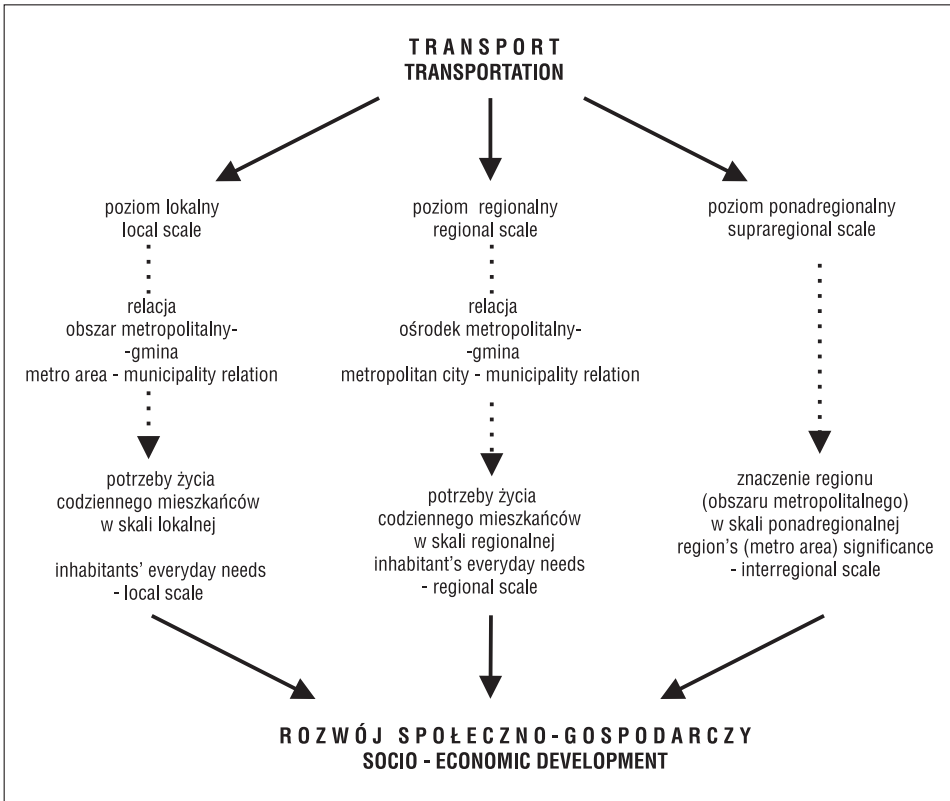 TRANSPORT
TRANSPORTATION
poziom lokalny
local scale
relacja
obszar metropolitalny-
-gmina
metro area - municipality relation
potrzeby życia
codziennego mieszkańców
w skali lokalnej
inhabitants' everyday needs
- local scale
poziom regionalny
regional scale
relacja
ośrodek metropolitalny-
-gmina
metropolitan city - municipality relation
potrzeby życia
codziennego mieszkańców
w skali regionalnej
inhabitant's everyday needs
- regional scale
poziom ponadregionalny
supraregional scale
znaczenie regionu
(obszaru metropolitalnego)
w skali ponadregionalnej
region's (metro area) significance
- interregional scale
ROZWÓJ SPOŁECZNO-GOSPODARCZY
SOCIO - ECONOMIC DEVELOPMENT